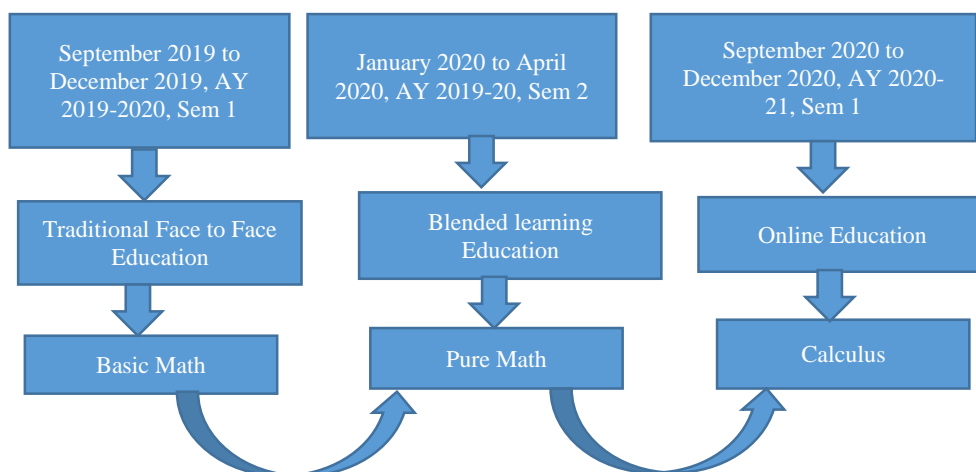 September 2019 to
December 2019, AY
2019-2020, Sem 1
January 2020 to April
2020, AY 2019-20, Sem 2
September 2020 to
December 2020, AY 2020-
21, Sem 1
Traditional Face to Face
Education
Blended learning
Education
Online Education
Basic Math
Pure Math
Calculus